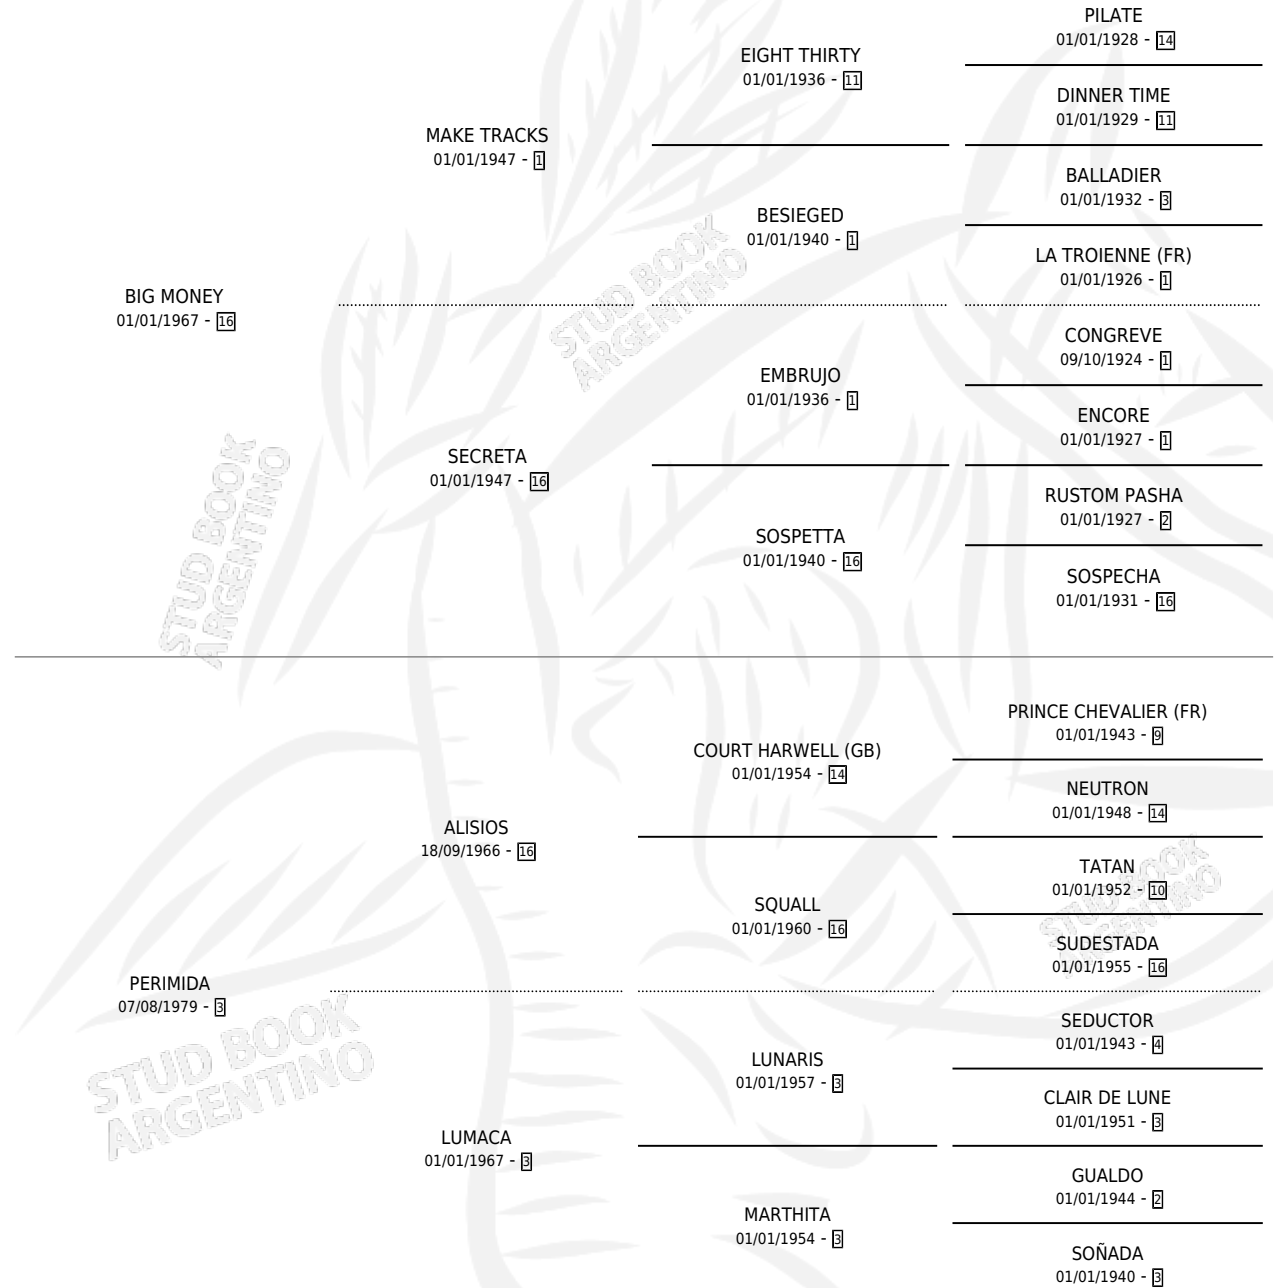 PILATE
01/01/1928 - 14
EIGHT THIRTY
01/01/1936 - 11
DINNER TIME
01/01/1929 - 11
MAKE TRACKS
01/01/1947 - 1
BALLADIER
01/01/1932 - 3
BESIEGED
01/01/1940 - 1
LA TROIENNE (FR)
01/01/1926 - 1
BIG MONEY
01/01/1967 - 16
CONGREVE
09/10/1924 - 1
EMBRUJO
01/01/1936 - 1
ENCORE
01/01/1927 - 1
SECRETA
01/01/1947 - 16
RUSTOM PASHA
01/01/1927 - 2
SOSPETTA
01/01/1940 - 16
SOSPECHA
01/01/1931 - 16
PRINCE CHEVALIER (FR)
01/01/1943 - 9
COURT HARWELL (GB)
01/01/1954 - 14
NEUTRON
01/01/1948 - 14
ALISIOS
18/09/1966 - 16
TATAN
01/01/1952 - 10
SQUALL
01/01/1960 - 16
SUDESTADA
01/01/1955 - 16
PERIMIDA
07/08/1979 - 3
SEDUCTOR
01/01/1943 - 4
LUNARIS
01/01/1957 - 3
CLAIR DE LUNE
01/01/1951 - 3
LUMACA
01/01/1967 - 3
GUALDO
01/01/1944 - 2
MARTHITA
01/01/1954 - 3
SOÑADA
01/01/1940 - 3
STUD BOOK
ARGENTINO
STUD BOOK
ARGENTINO
STUD BOOK
ARGENTINO
STUD BOOK
ARGENTINO